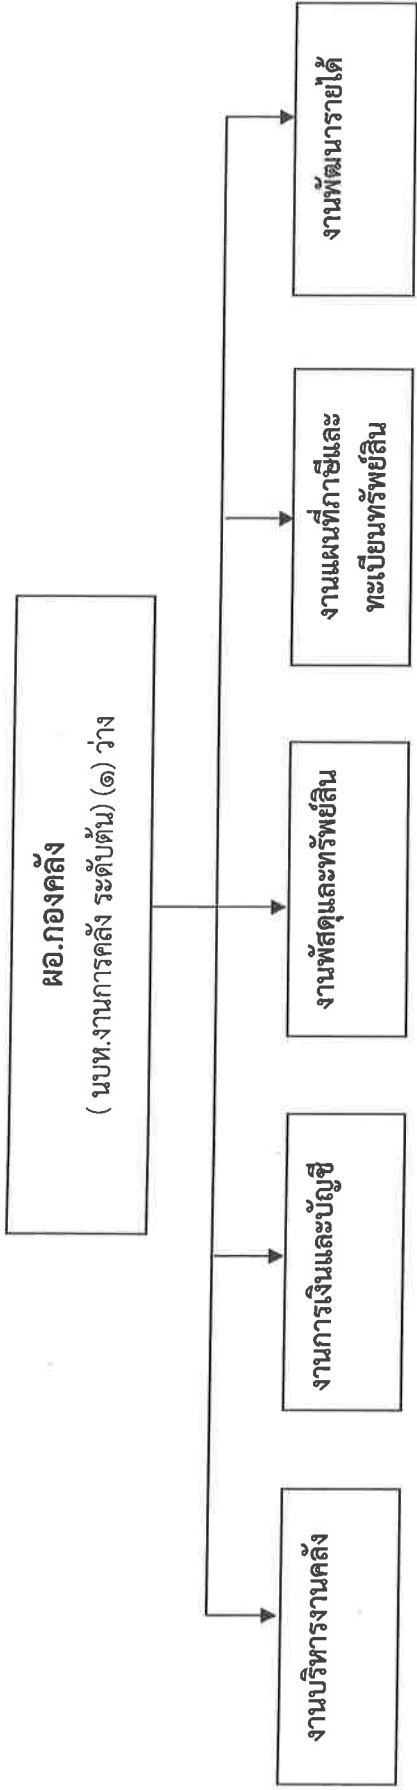 ผอ.กองคลัง
( นบท.งานการคลัง ระดับต้น) (๑) ว่าง
งานบริหารงานคลัง
งานการเงินและบัญชี
งานพัสดุและทรัพย์สิน
งานแผนที่ภาษีและ
ทะเบียนทรัพย์สิน
งานพัฒนารายได้